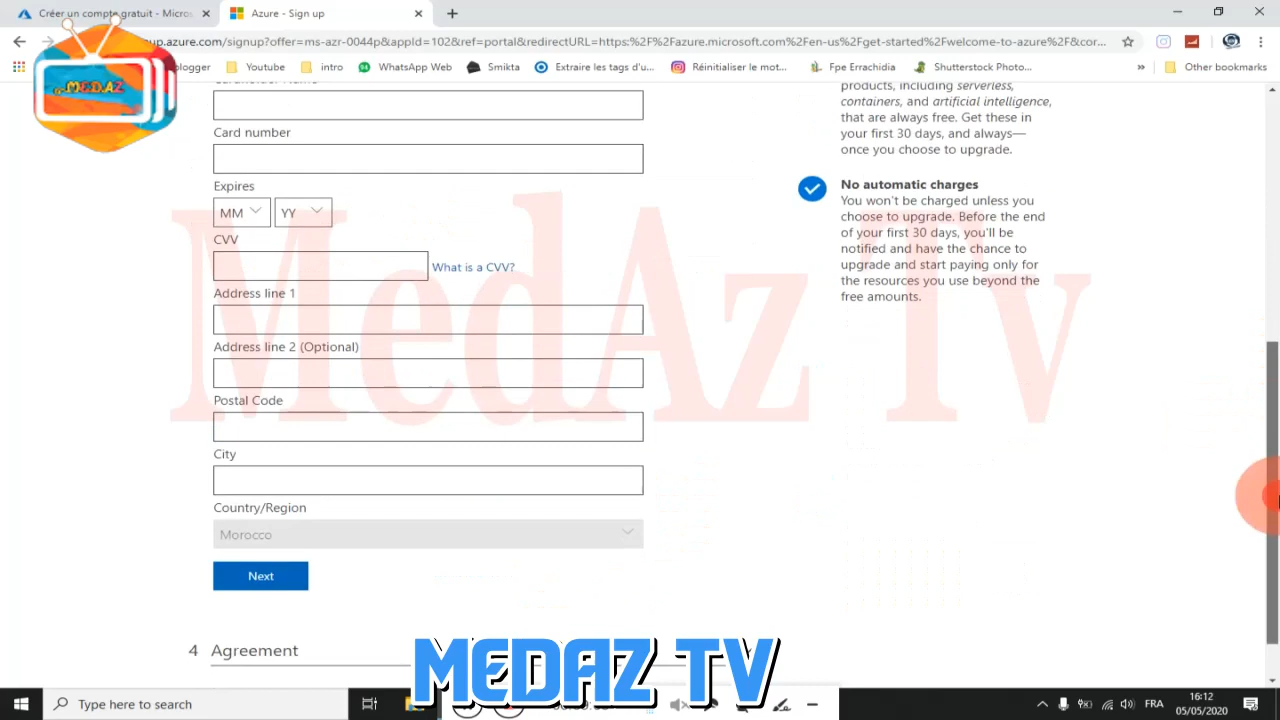 Créer un compte gratuit - Micros
Azure - Sign up
up.azure.com/signup?offer=ms-azr-0044p&appId=102&ref=portal&redirectURL=https:%2F%2Fazure.microsoft.com%2Fen-us%2Fget-started%2Fwelcome-to-azure%2F&cor...
blogger
Youtube
intro
WhatsApp Web
Smikta
Extraire les tags d'u...
Réinitialiser le mot...
Fpe Errachidia
Shutterstock Photo...
»
Other bookmarks
MEDAZ
Cardholder Name
Card number
Expires
MM
YY
CVV
What is a CVV?
Address line 1
Address line 2 (Optional)
Postal Code
City
Country/Region
Morocco
Next
4 Agreement
products, including serverless,
containers, and artificial intelligence,
that are always free. Get these in
your first 30 days, and always—
once you choose to upgrade.
No automatic charges
You won't be charged unless you
choose to upgrade. Before the end
of your first 30 days, you'll be
notified and have the chance to
upgrade and start paying only for
the resources you use beyond the
free amounts.
MedAz Tv
MEDAZ TV
Type here to search
FRA
16:12
05/05/2020